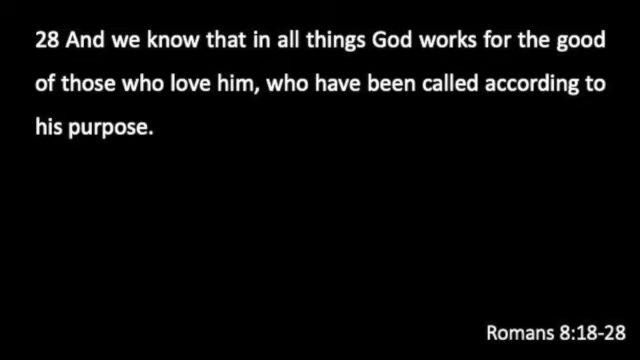 28 And we know that in all things God works for the good
of those who love him, who have been called according to
his purpose.
Romans 8:18-28